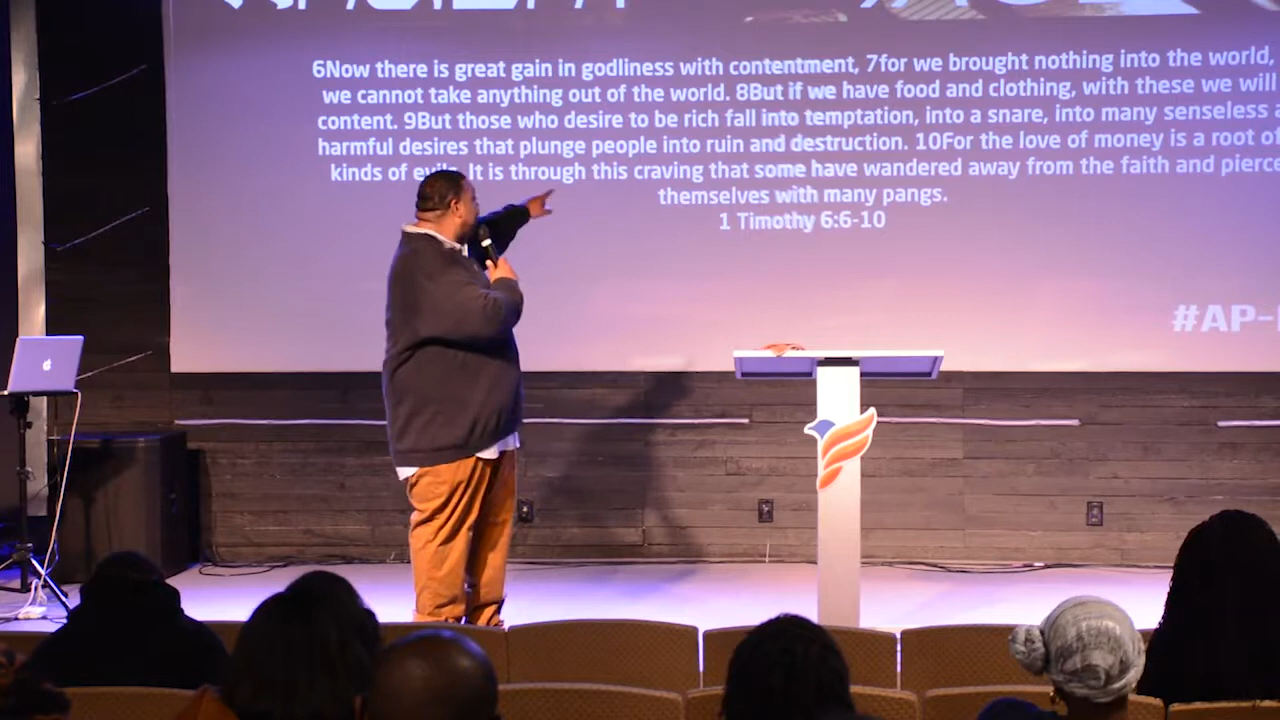 6Now there is great gain in godliness with contentment, 7for we brought nothing into the world,
we cannot take anything out of the world. 8But if we have food and clothing, with these we will
content. 9But those who desire to be rich fall into temptation, into a snare, into many senseless
harmful desires that plunge people into ruin and destruction. 10For the love of money is a root of
kinds of evils. It is through this craving that some have wandered away from the faith and pierce
themselves with many pangs.
1 Timothy 6:6-10
#AP-